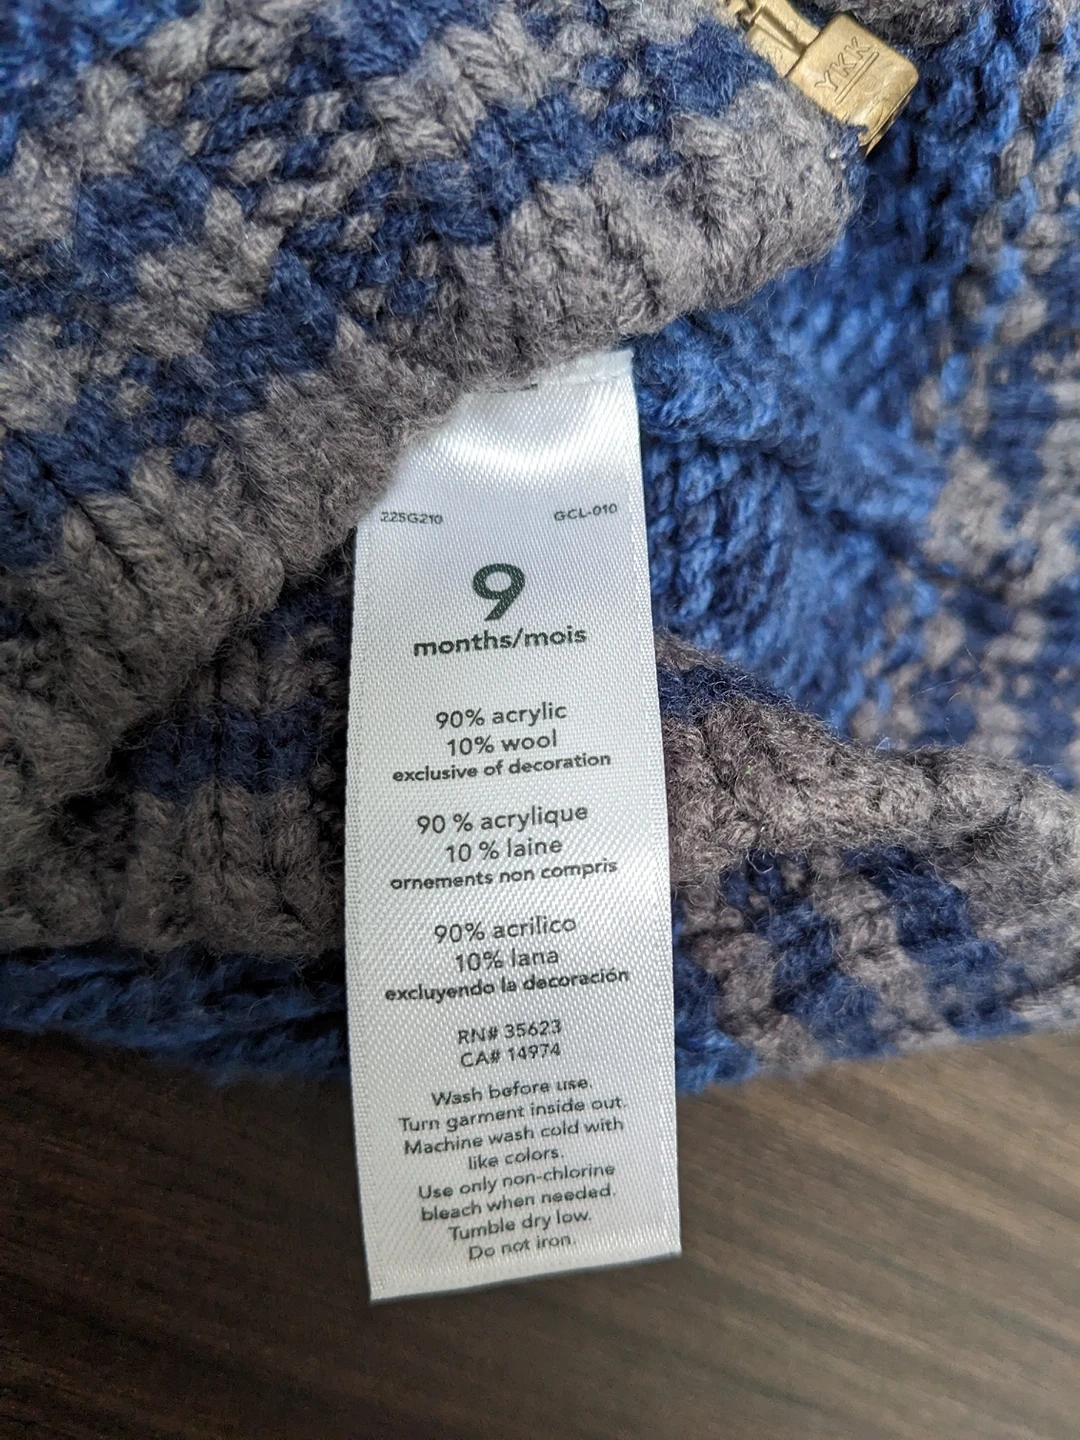 YKK
225G210 GCL-010
9
months/mois
90% acrylic
10% wool
exclusive of decoration
90 % acrylique
10 % laine
ornements non compris
90% acrilico
10% lana
excluyendo la decoración
RN# 35623
CA# 14974
Wash before use.
Turn garment inside out.
Machine wash cold with
like colors.
Use only non-chlorine
bleach when needed.
Tumble dry low.
Do not iron.